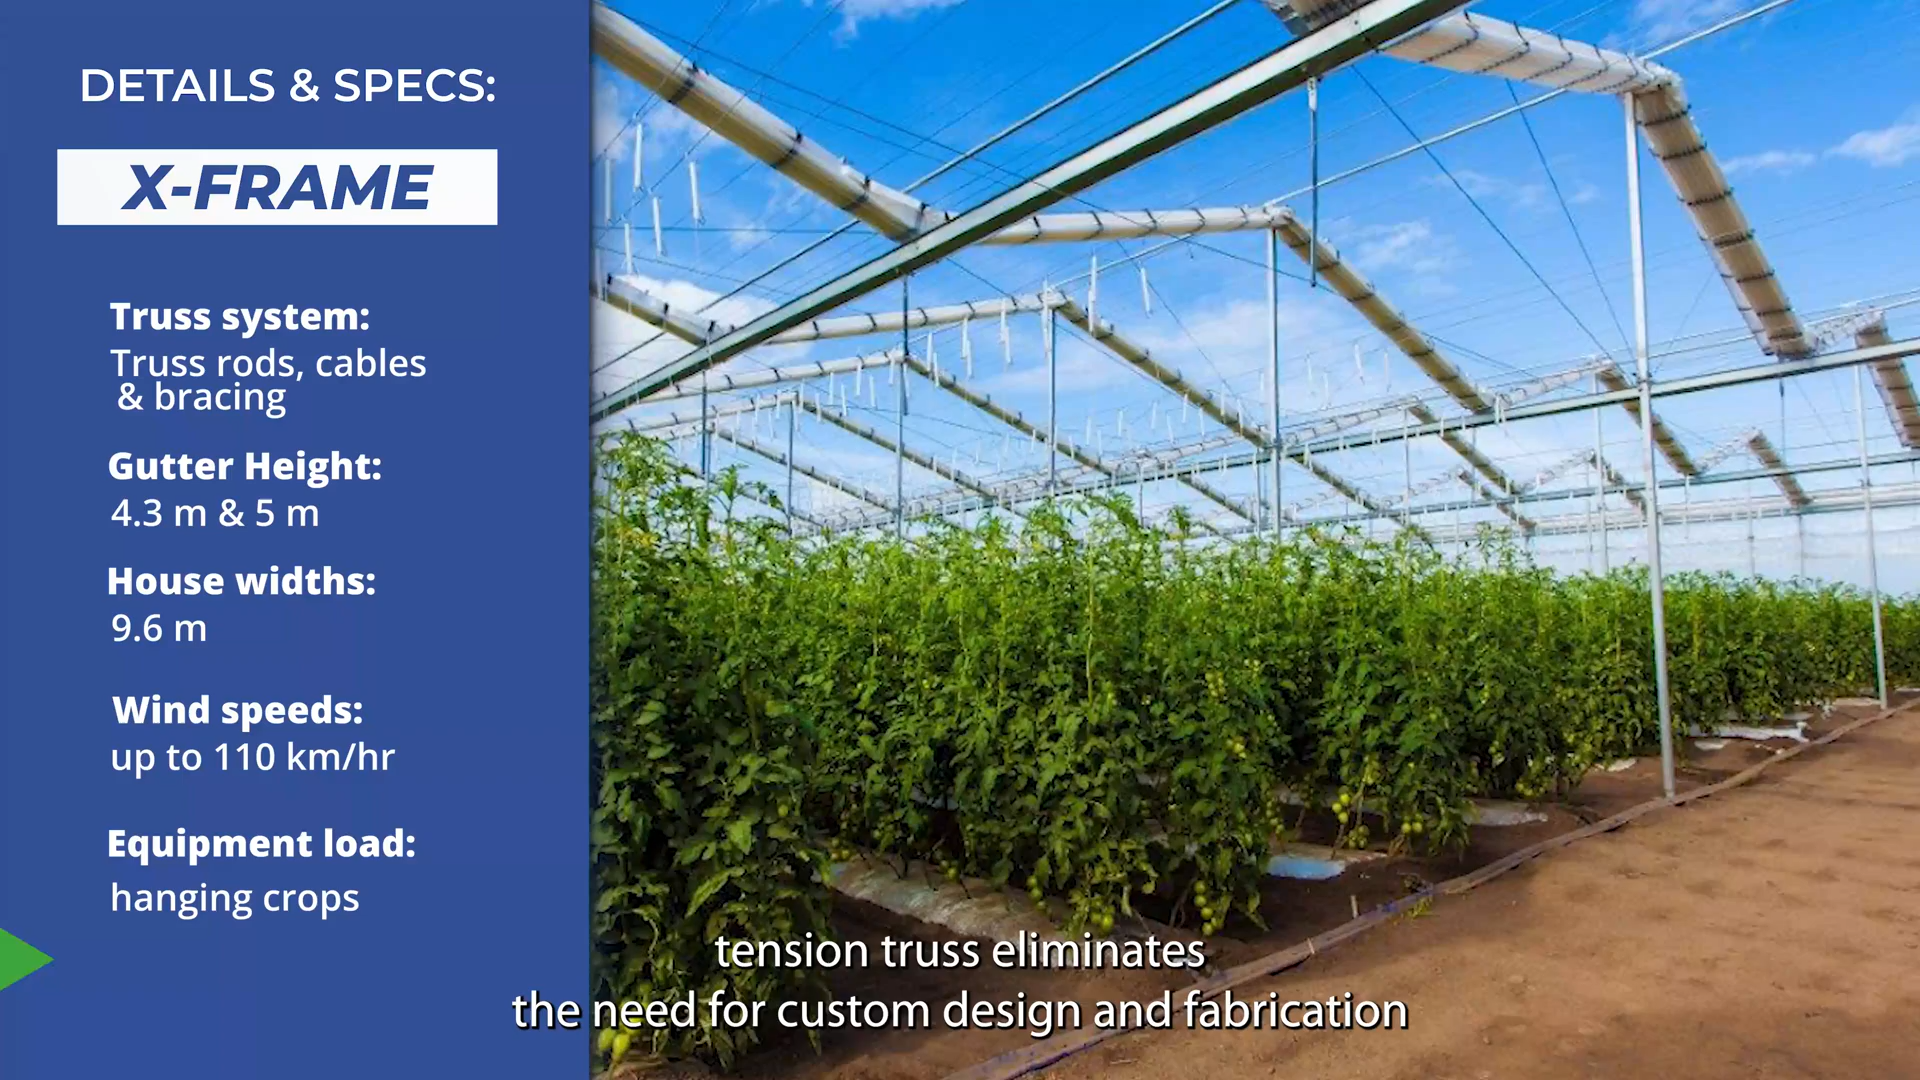 DETAILS & SPECS:
X-FRAME
Truss system:
Truss rods, cables
& bracing
Gutter Height:
4.3 m & 5 m
House widths:
9.6 m
Wind speeds:
up to 110 km/hr
Equipment load:
hanging crops
tension truss eliminates
the need for custom design and fabrication